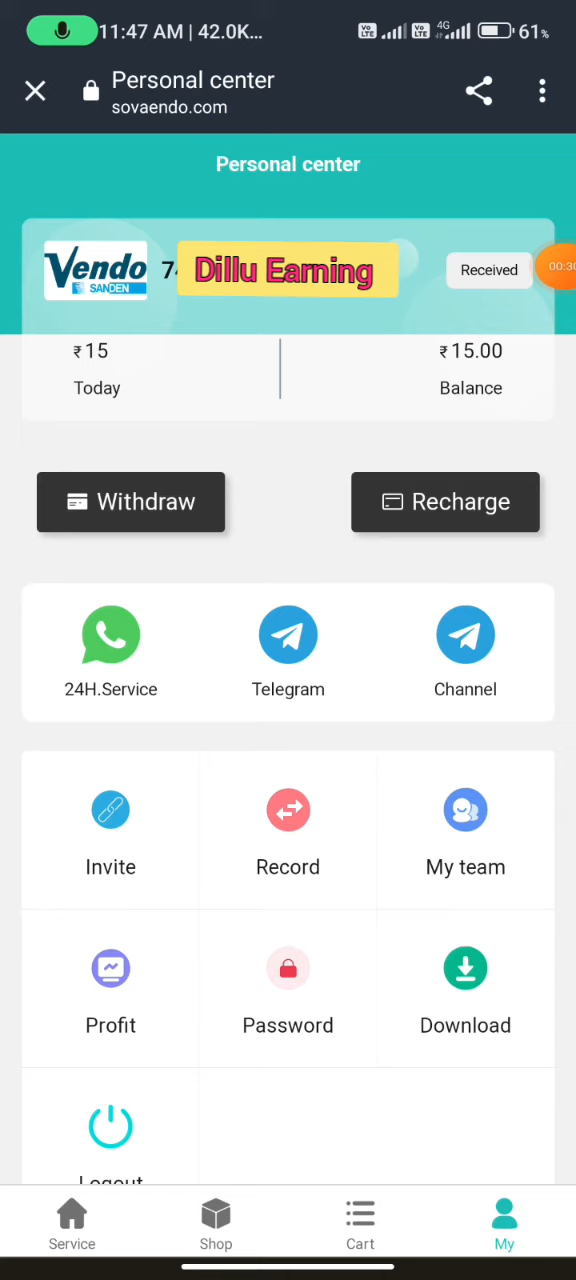 11:47 AM | 42.0K...
4G
61%
Personal center
sovaendo.com
Personal center
Vendo
SANDEN
74
Dillu Earning
Received
00:30
₹15
₹15.00
Today
Balance
Withdraw
Recharge
24H.Service
Telegram
Channel
Invite
Record
My team
Profit
Password
Download
Logout
Service
Shop
Cart
My